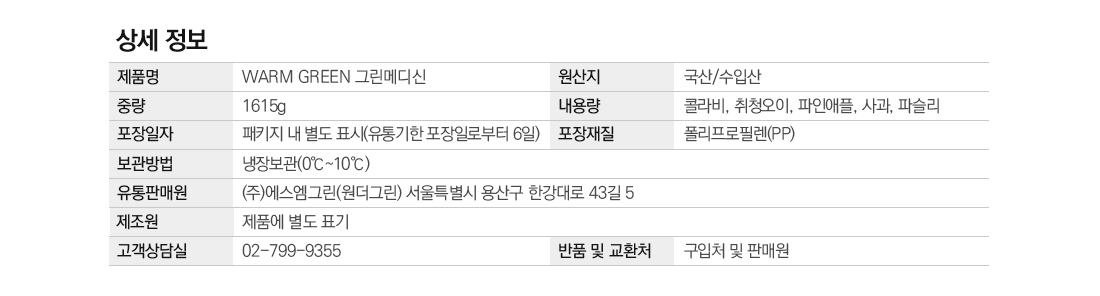 상세 정보
제품명 WARM GREEN 그린메디신 원산지 국산/수입산
중량 1615g 내용량 콜라비, 취청오이, 파인애플, 사과, 파슬리
포장일자 패키지 내 별도 표시(유통기한 포장일로부터 6일) 포장재질 폴리프로필렌(PP)
보관방법 냉장보관(0℃~10℃)
유통판매원 (주)에스엠그린(원더그린) 서울특별시 용산구 한강대로 43길 5
제조원 제품에 별도 표기
고객상담실 02-799-9355 반품 및 교환처 구입처 및 판매원